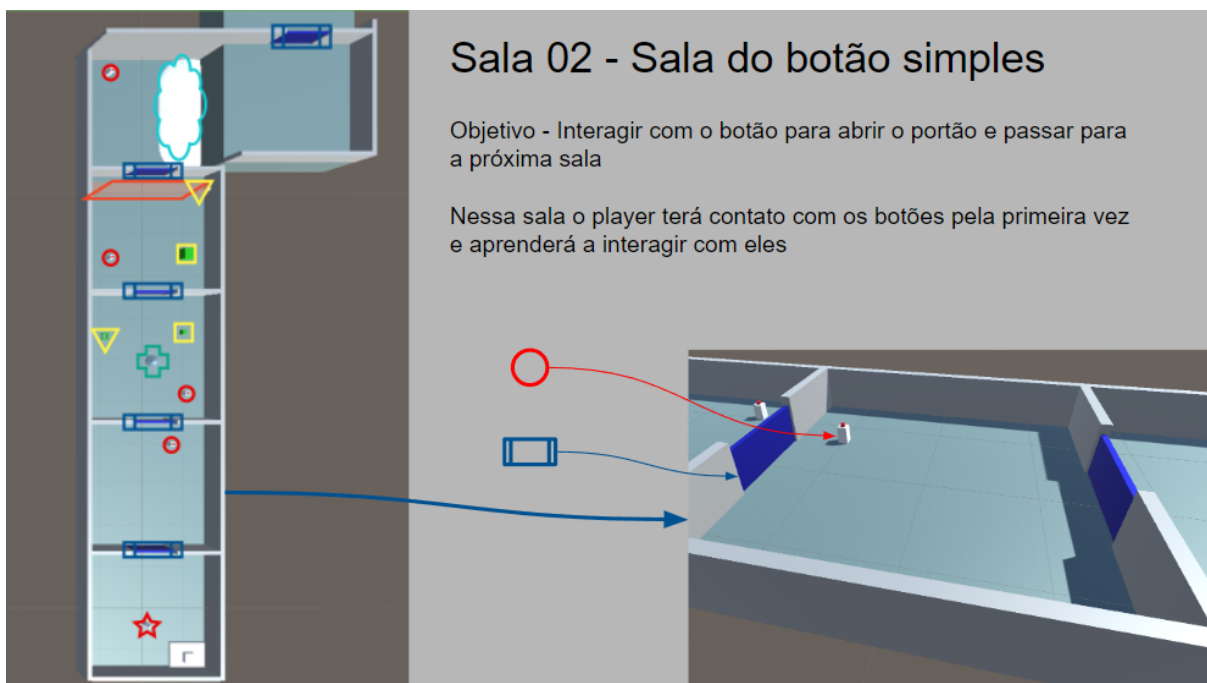 Sala 02 - Sala do botão simples
Objetivo - Interagir com o botão para abrir o portão e passar para
a próxima sala
Nessa sala o player terá contato com os botões pela primeira vez
e aprenderá a interagir com eles